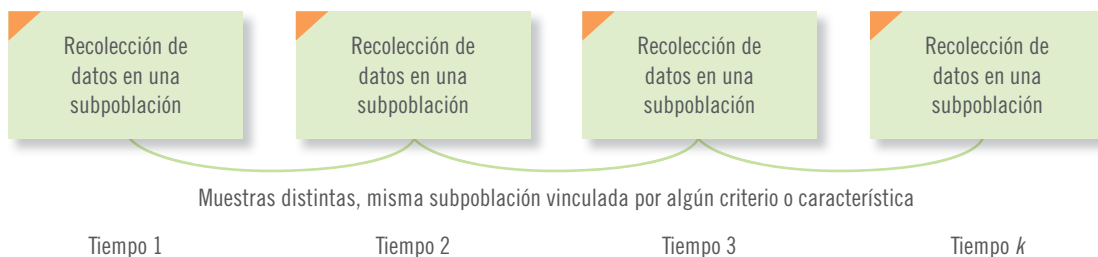 Recolección de
datos en una
subpoblación
Recolección de
datos en una
subpoblación
Recolección de
datos en una
subpoblación
Recolección de
datos en una
subpoblación
Muestras distintas, misma subpoblación vinculada por algún criterio o característica
Tiempo 1
Tiempo 2
Tiempo 3
Tiempo k